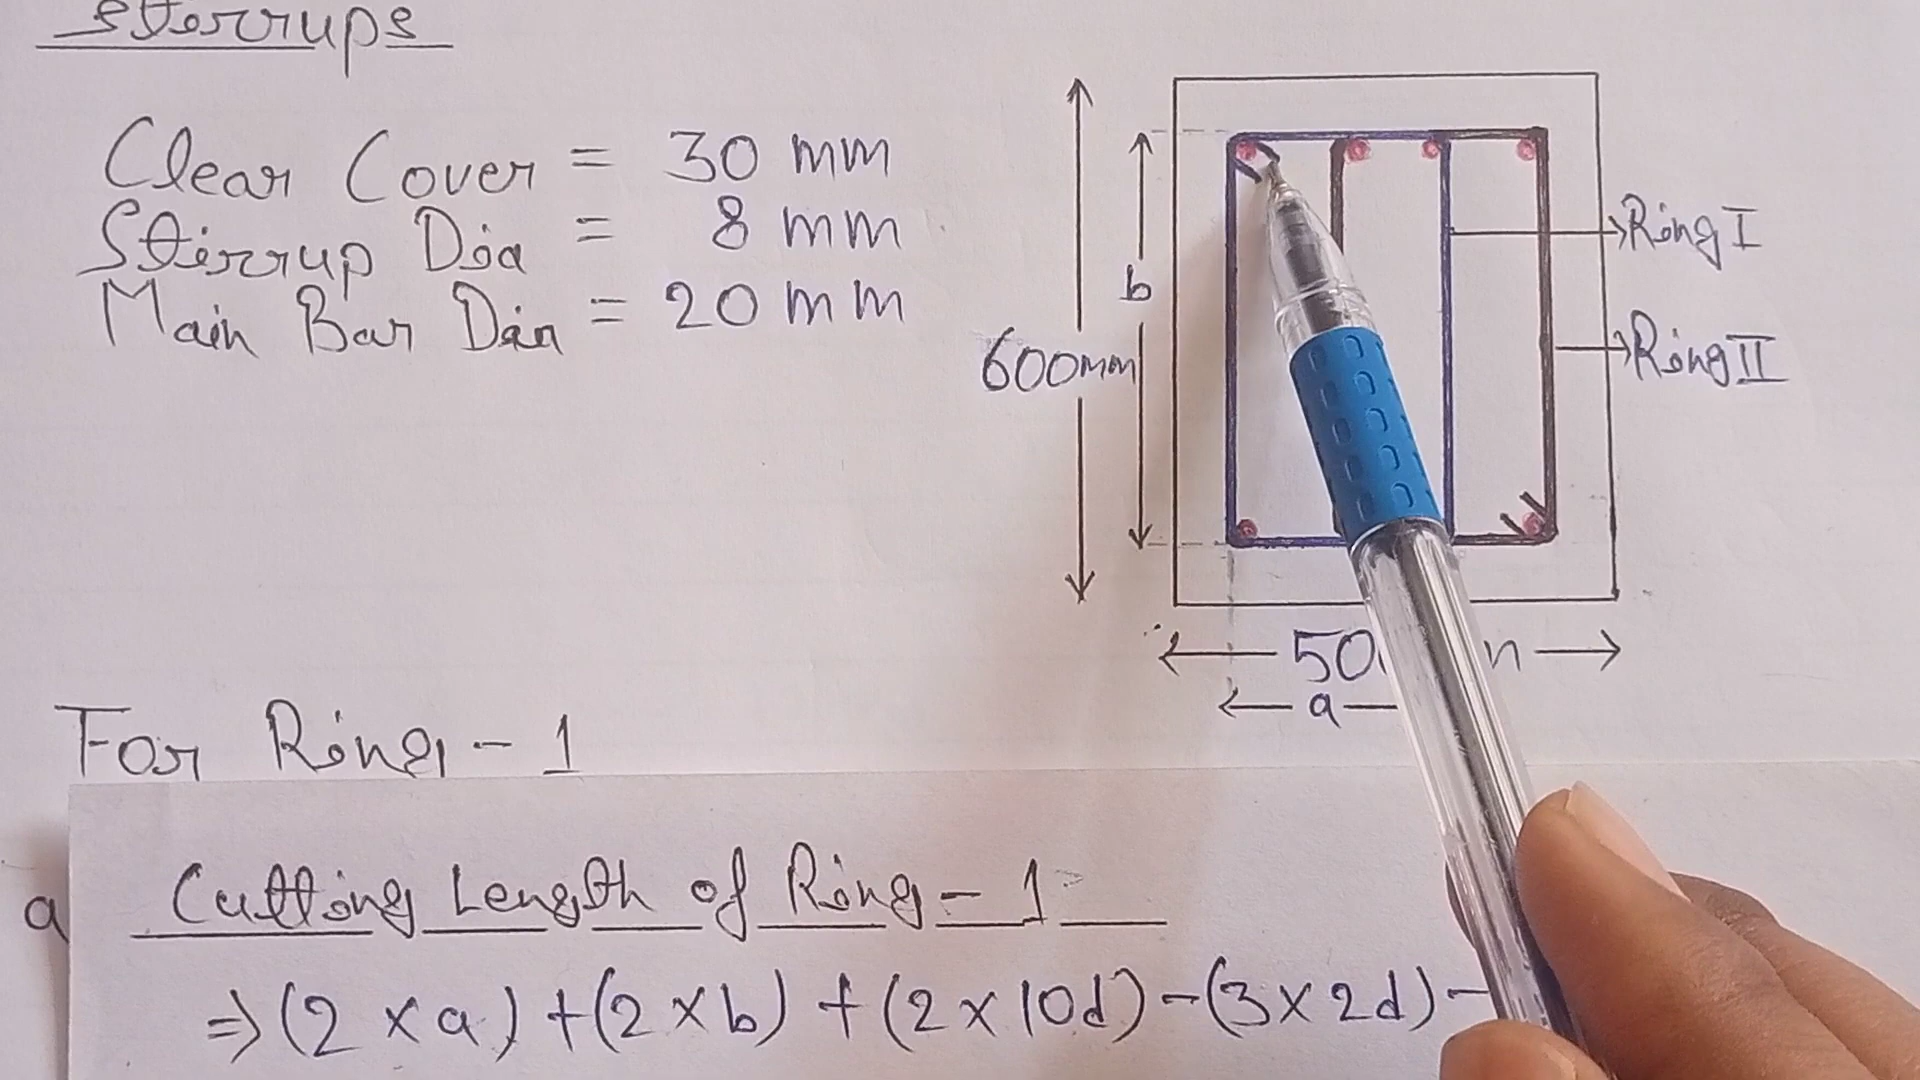 Stirrups
Clear Cover = 30 mm
Stirrup Dia = 8 mm
Main Bar Dia = 20 mm
b
600mm
Ring I
Ring II
a
For Ring - 1
a
Cutting Length of Ring - 1
⇒ (2 × a) + (2 × b) + (2 × 10d) - (3 × 2d) -